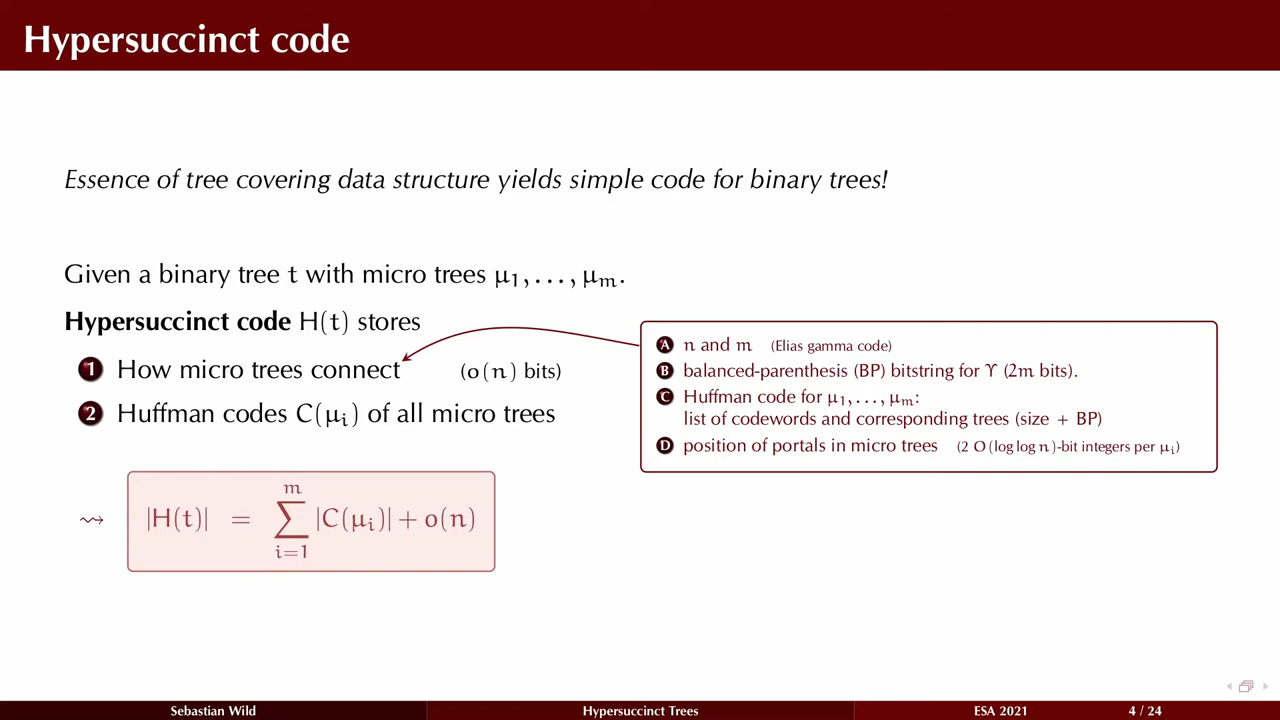 Hypersuccinct code
Essence of tree covering data structure yields simple code for binary trees!
Given a binary tree t with micro trees μ₁, . . . , μₘ.
Hypersuccinct code H(t) stores
1 How micro trees connect (o(n) bits)
2 Huffman codes C(μᵢ) of all micro trees
A n and m (Elias gamma code)
B balanced-parenthesis (BP) bitstring for ϒ (2m bits).
C Huffman code for μ₁, . . . , μₘ:
list of codewords and corresponding trees (size + BP)
D position of portals in micro trees (2 O(log log n)-bit integers per μᵢ)
⇝ |H(t)| = ∑_{i=1}^{m} |C(μᵢ)| + o(n)
Sebastian Wild Hypersuccinct Trees ESA 2021 4 / 24